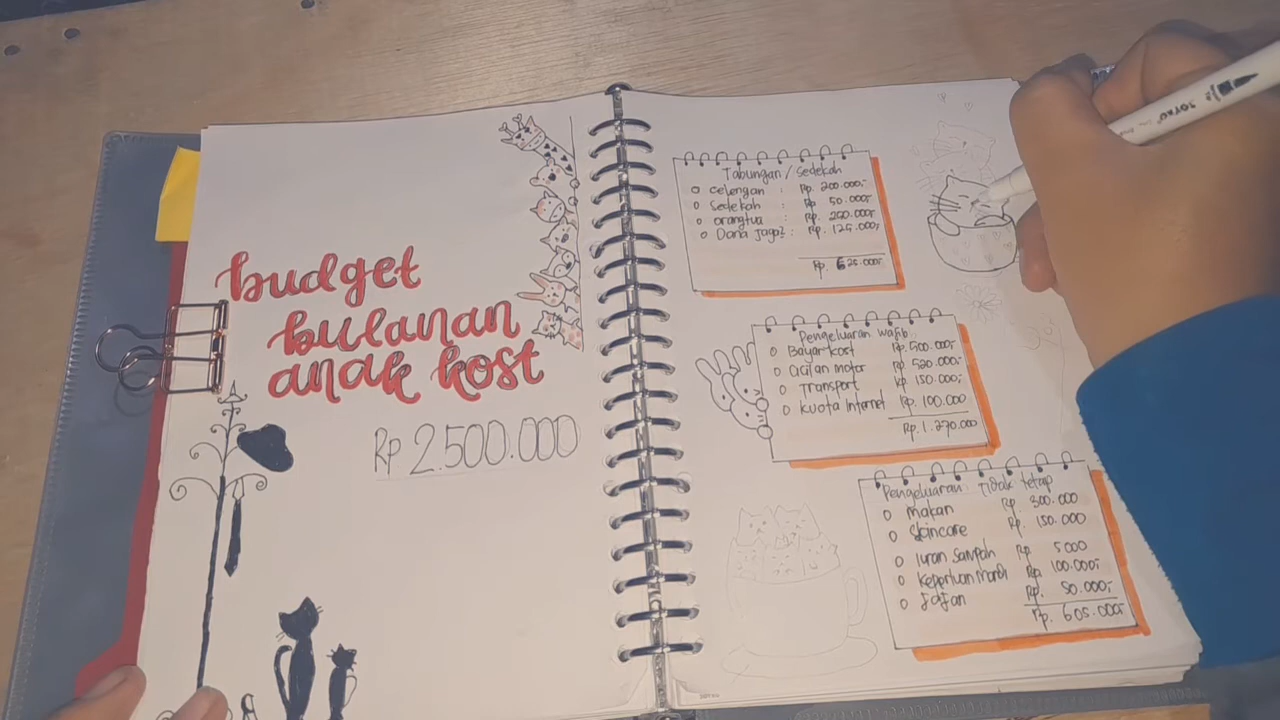 budget
bulanan
anak kost
Rp 2.500.000
Tabungan / Sedekah
Celengan : Rp. 200.000,-
Sedekah : Rp. 50.000,-
Orangtua : Rp. 250.000,-
Dana Jaga2 : Rp. 125.000,-
Rp. 625.000,-
Pengeluaran Wajib
Bayar kost Rp. 500.000,-
Cicilan motor Rp. 520.000,-
Transport Rp. 150.000,-
Kuota Internet Rp. 100.000
Rp. 1.270.000
Pengeluaran Tidak tetap
Makan Rp. 300.000
Skincare Rp. 150.000
Iuran Sampah Rp 5000
Keperluan Mandi Rp 100.000,-
Jajan Rp. 50.000,-
Rp. 605.000,-